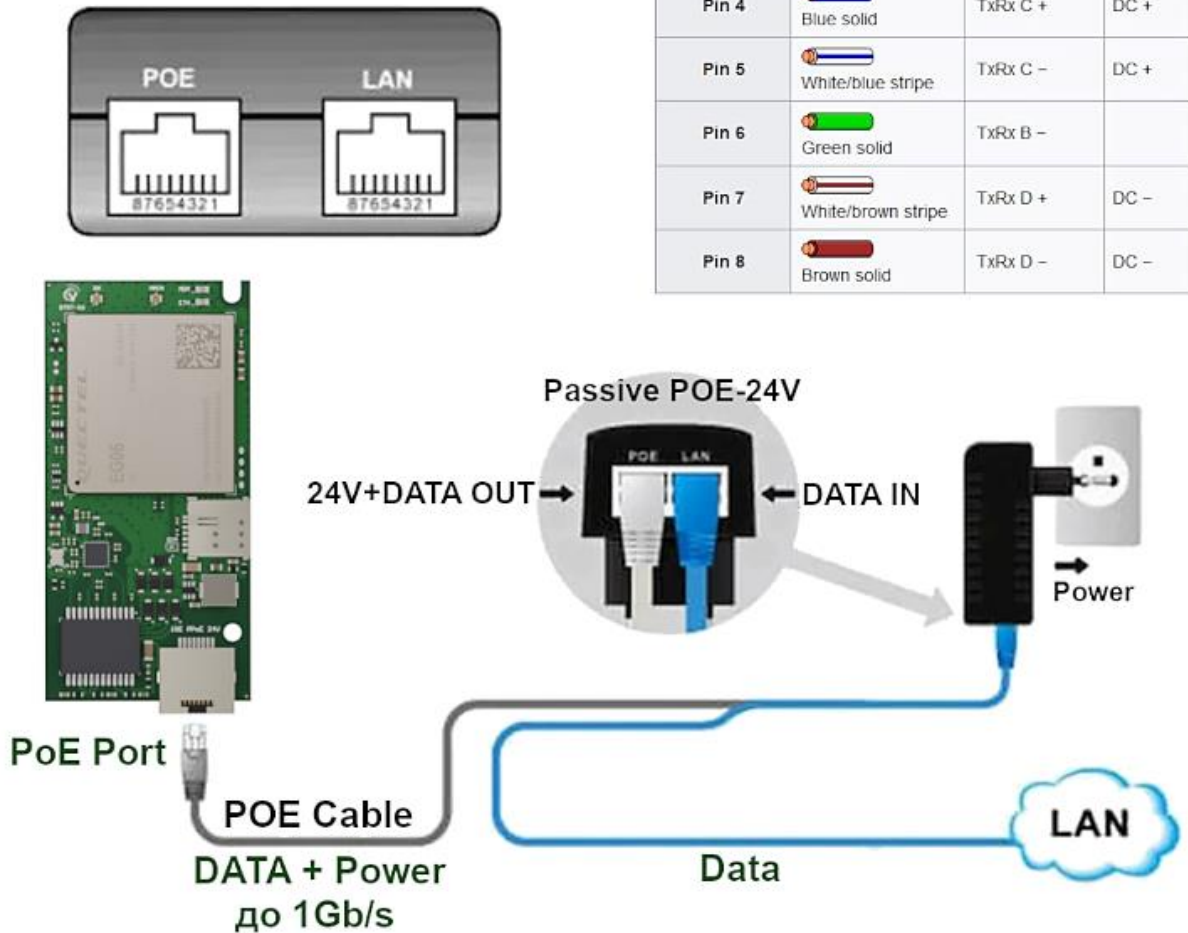 POE
LAN
87654321
87654321
Pin 4
Blue solid
TxRx C +
DC +
Pin 5
White/blue stripe
TxRx C −
DC +
Pin 6
Green solid
TxRx B −
Pin 7
White/brown stripe
TxRx D +
DC −
Pin 8
Brown solid
TxRx D −
DC −
QUECTEL
EG06
Passive POE-24V
POE LAN
24V+DATA OUT
DATA IN
Power
PoE Port
POE Cable
DATA + Power
до 1Gb/s
Data
LAN